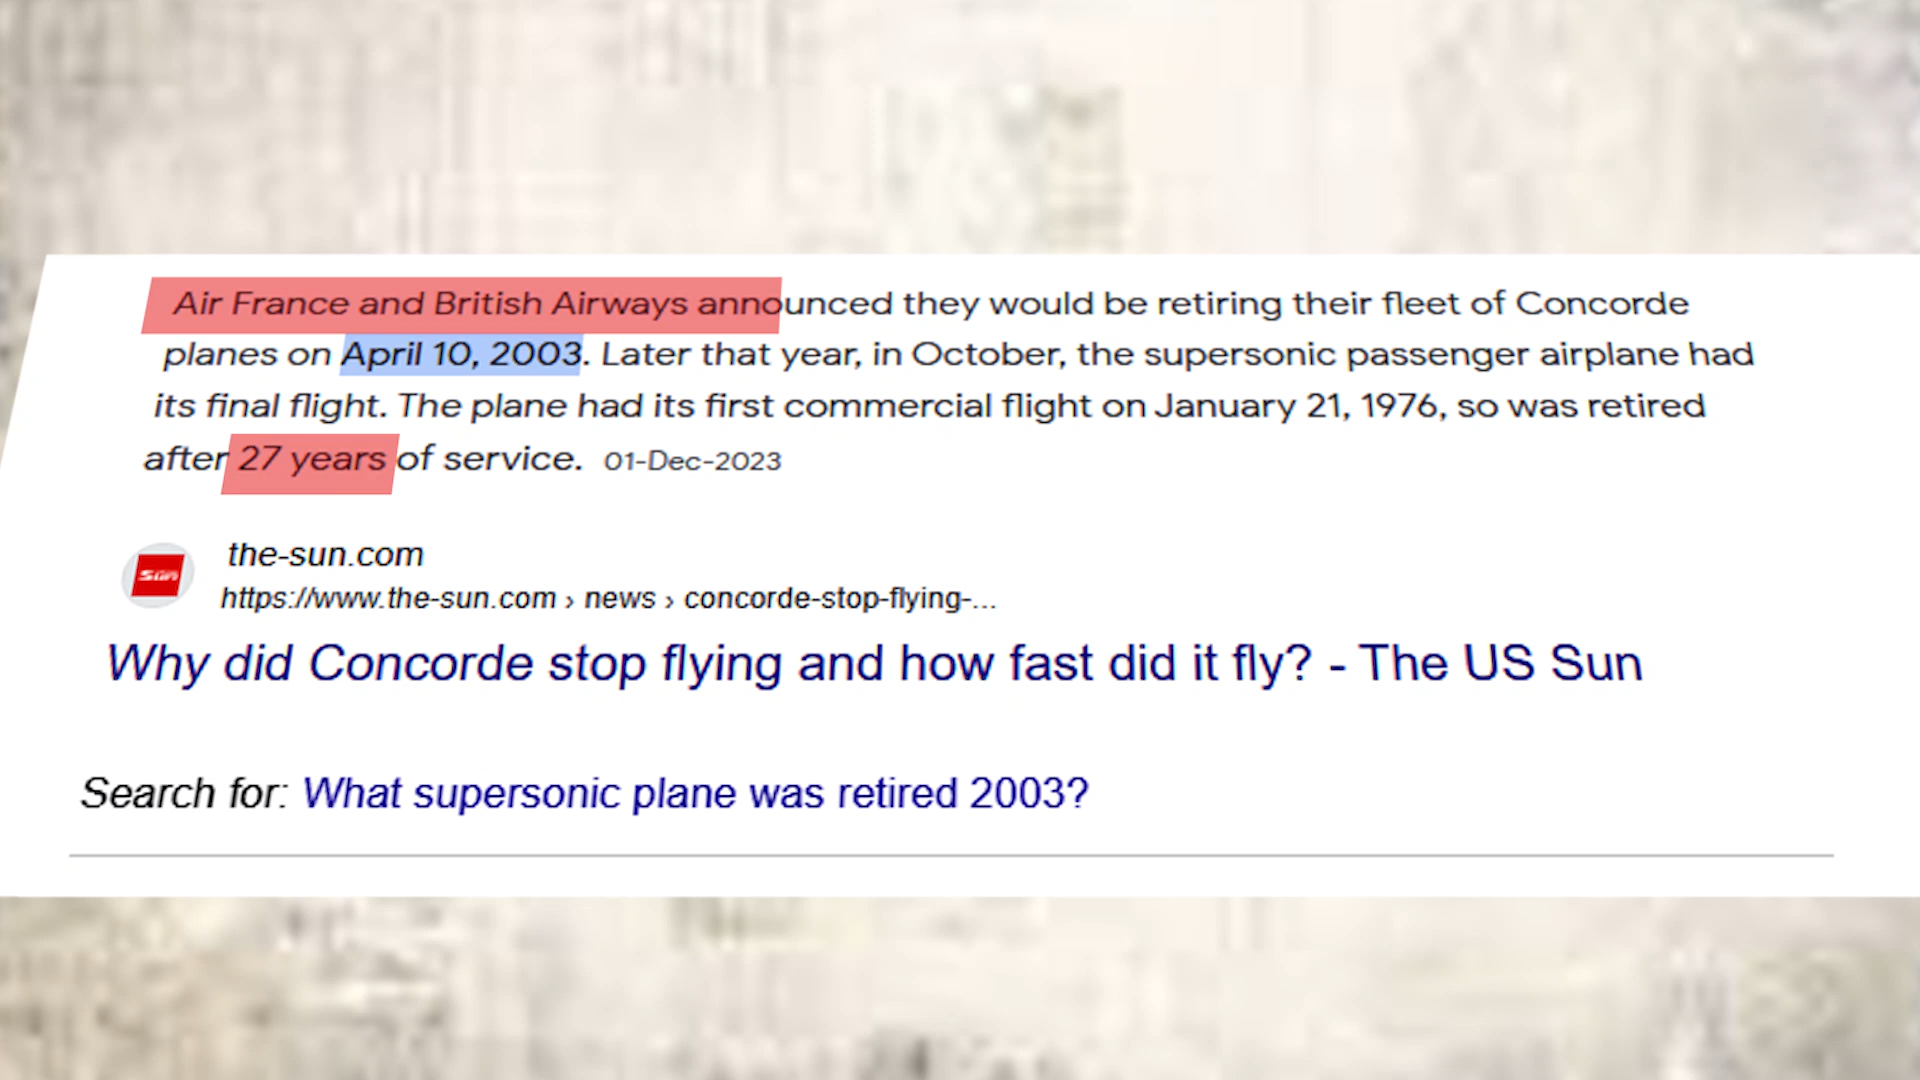 Air France and British Airways announced they would be retiring their fleet of Concorde
planes on April 10, 2003. Later that year, in October, the supersonic passenger airplane had
its final flight. The plane had its first commercial flight on January 21, 1976, so was retired
after 27 years of service. 01-Dec-2023
Sun
the-sun.com
https://www.the-sun.com › news › concorde-stop-flying-...
Why did Concorde stop flying and how fast did it fly? - The US Sun
Search for: What supersonic plane was retired 2003?